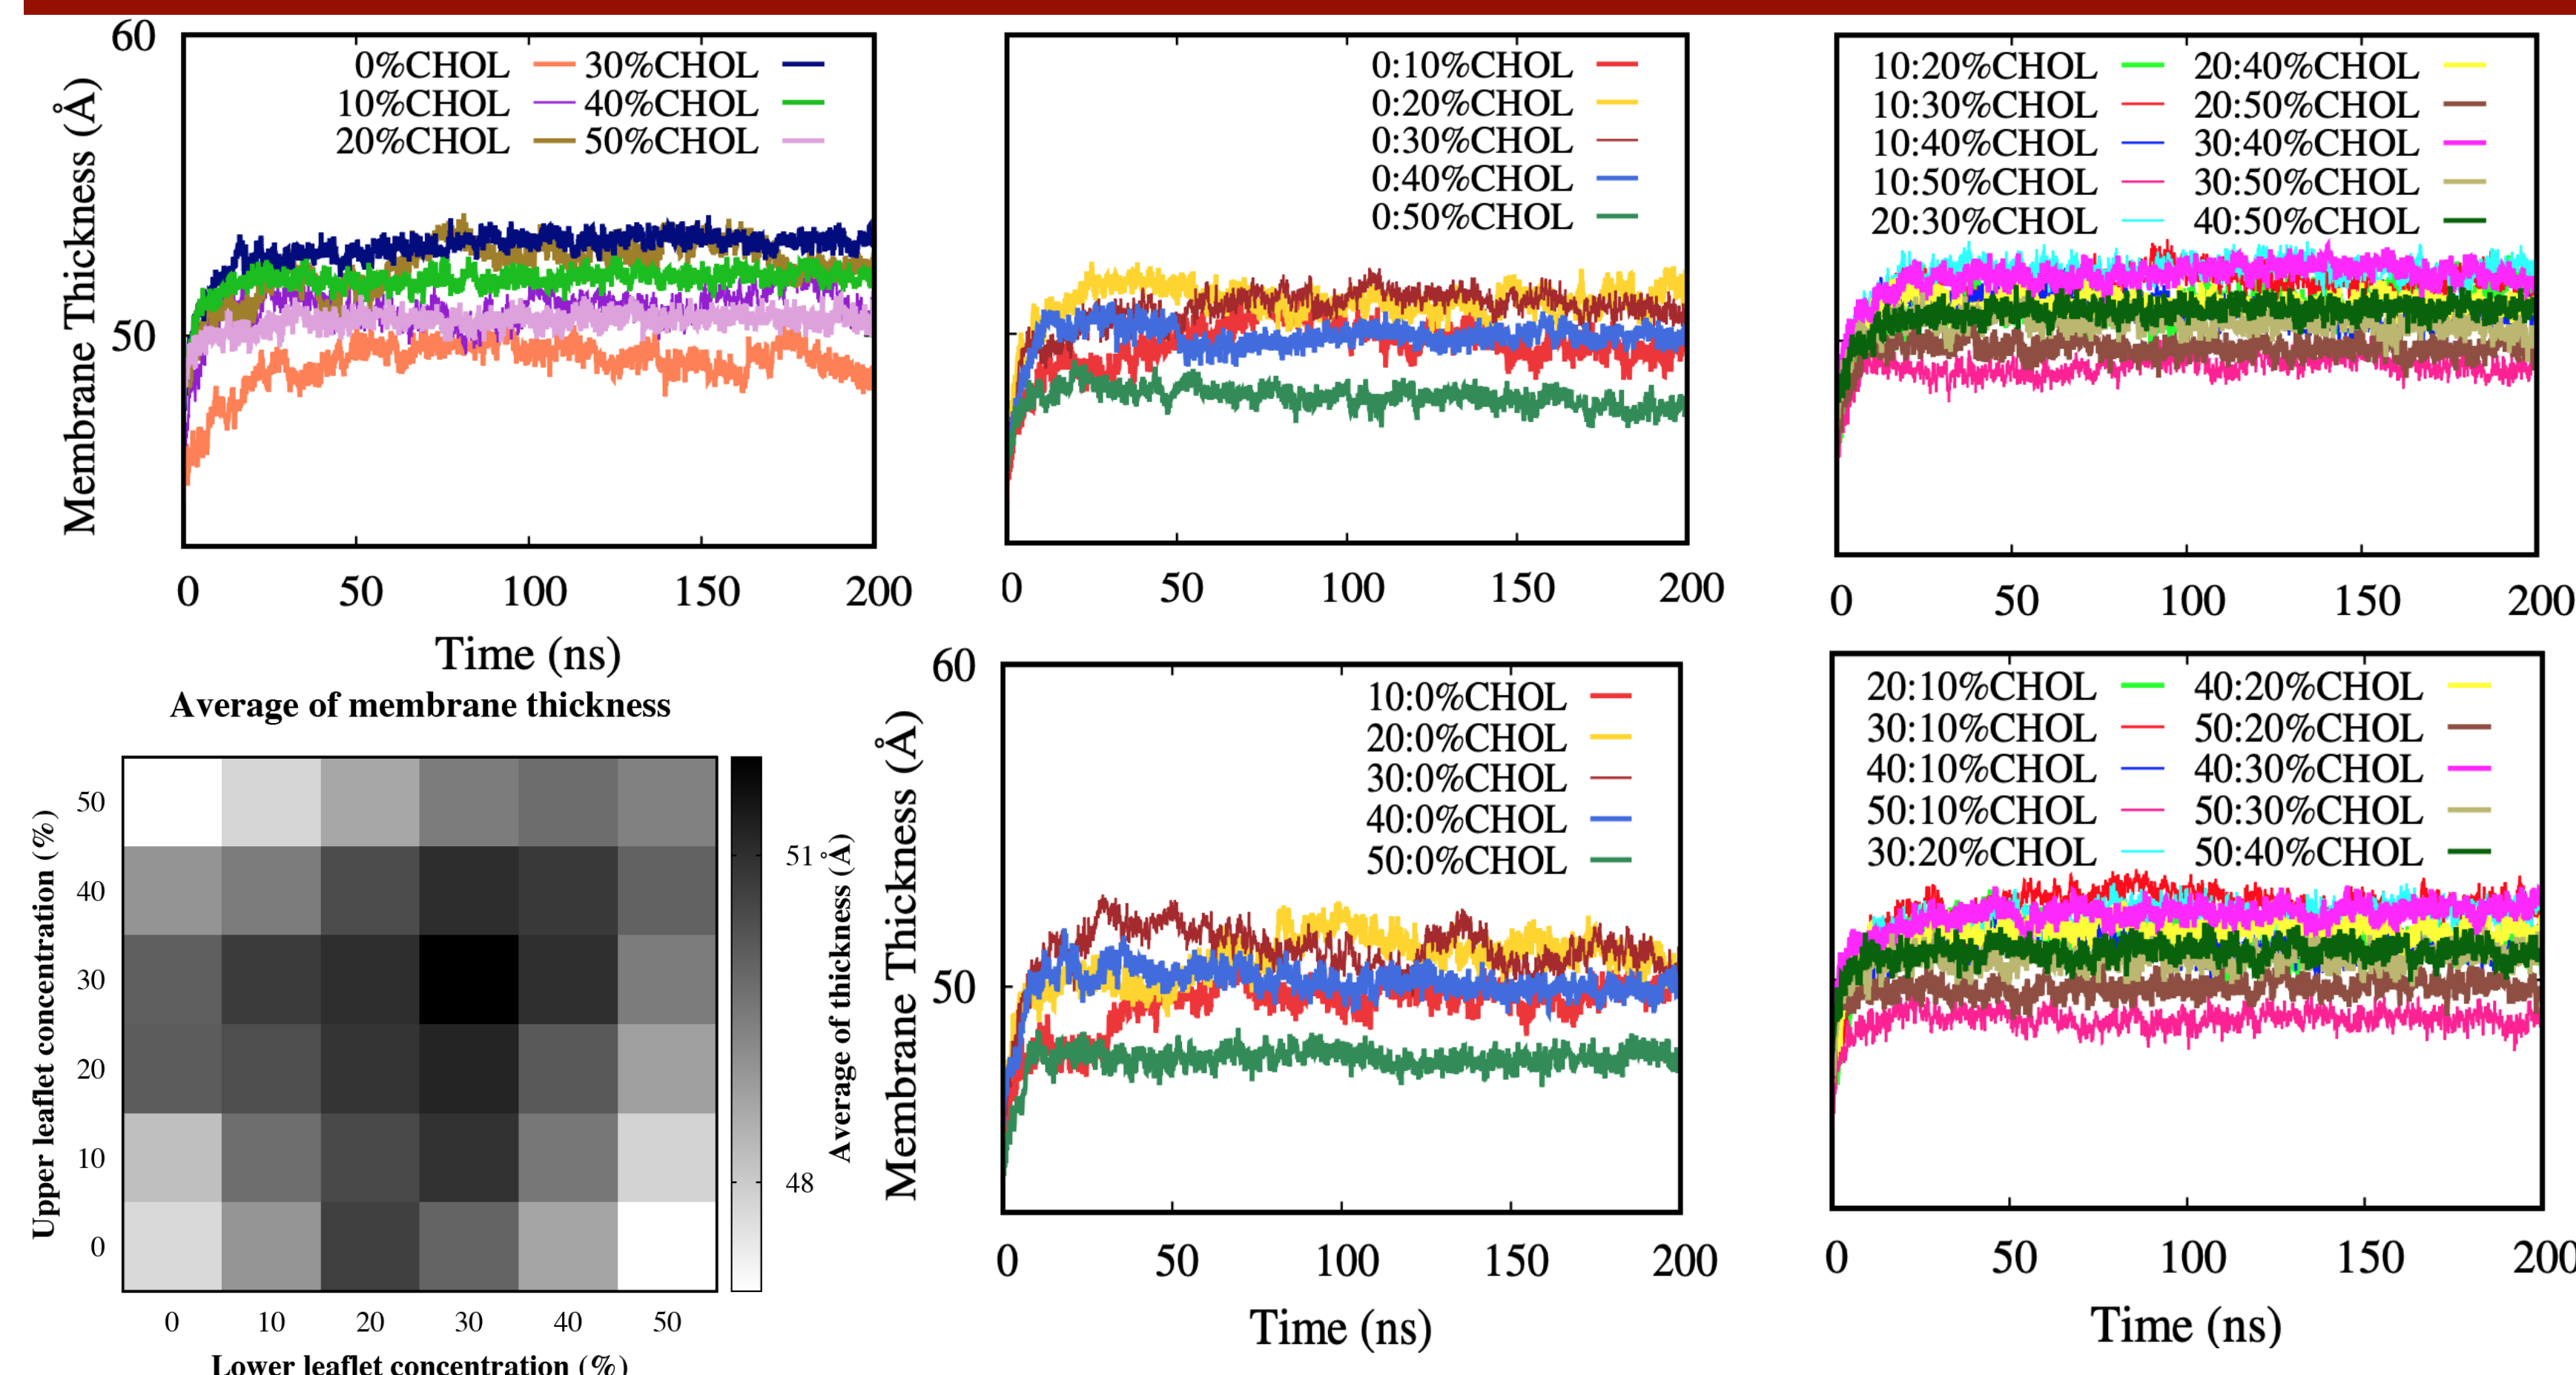 60
0%CHOL 30%CHOL
10%CHOL 40%CHOL
20%CHOL 50%CHOL
50
Membrane Thickness (Å)
0 50 100 150 200
Time (ns)
0:10%CHOL
0:20%CHOL
0:30%CHOL
0:40%CHOL
0:50%CHOL
0 50 100 150 200
10:20%CHOL 20:40%CHOL
10:30%CHOL 20:50%CHOL
10:40%CHOL 30:40%CHOL
10:50%CHOL 30:50%CHOL
20:30%CHOL 40:50%CHOL
0 50 100 150 200
Average of membrane thickness
Upper leaflet concentration (%)
50
40
30
20
10
0
0 10 20 30 40 50
Lower leaflet concentration (%)
51
48
Average of thickness (Å)
60
10:0%CHOL
20:0%CHOL
30:0%CHOL
40:0%CHOL
50:0%CHOL
50
Membrane Thickness (Å)
0 50 100 150 200
Time (ns)
20:10%CHOL 40:20%CHOL
30:10%CHOL 50:20%CHOL
40:10%CHOL 40:30%CHOL
50:10%CHOL 50:30%CHOL
30:20%CHOL 50:40%CHOL
0 50 100 150 200
Time (ns)